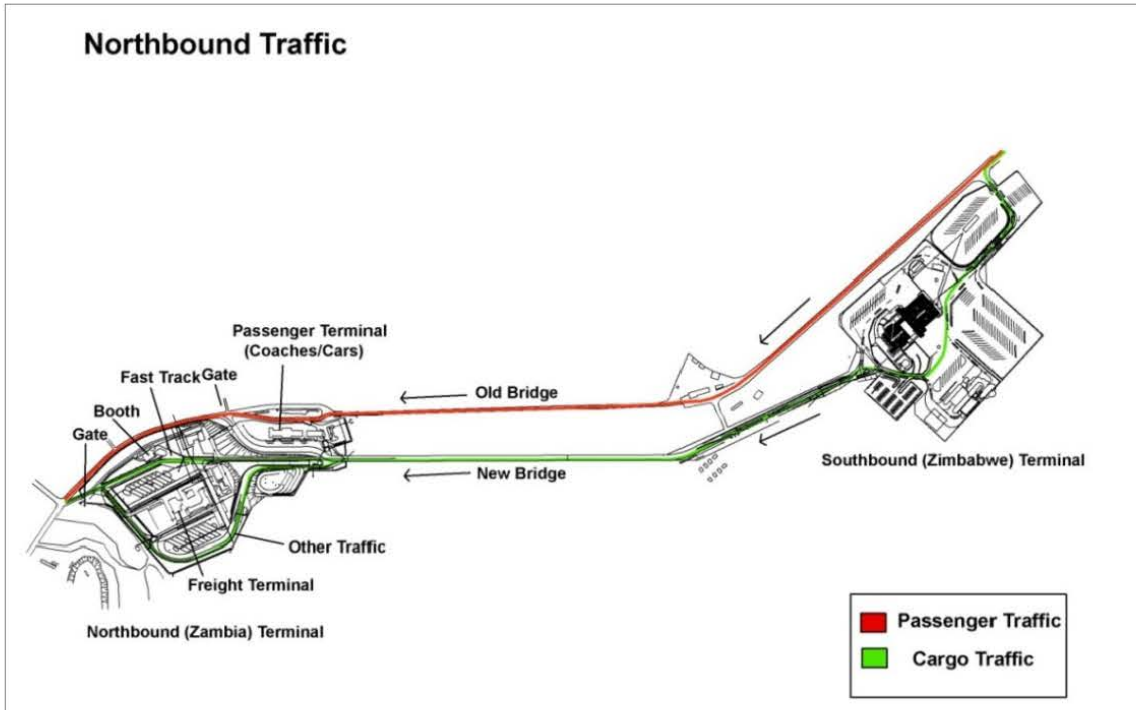 Northbound Traffic
Passenger Terminal
(Coaches/Cars)
Fast Track
Gate
Booth
Gate
Old Bridge
New Bridge
Southbound (Zimbabwe) Terminal
Other Traffic
Freight Terminal
Northbound (Zambia) Terminal
Passenger Traffic
Cargo Traffic